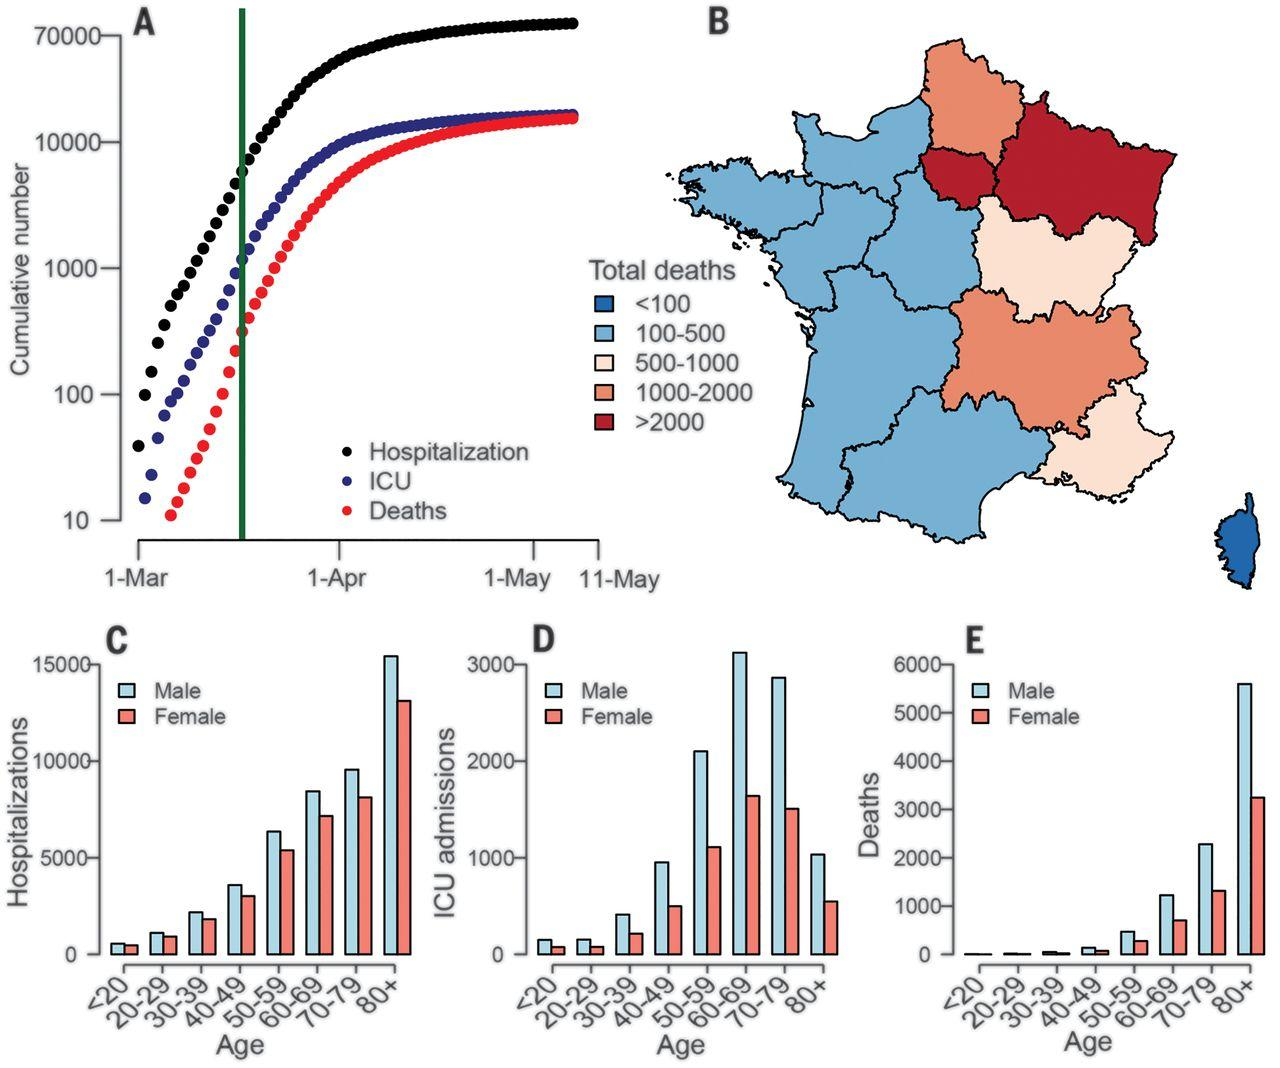 A
70000
10000
1000
100
10
Cumulative number
Hospitalization
ICU
Deaths
1-Mar
1-Apr
1-May
11-May
B
Total deaths
<100
100-500
500-1000
1000-2000
>2000
C
15000
10000
5000
0
Hospitalizations
Male
Female
<20
20-29
30-39
40-49
50-59
60-69
70-79
80+
Age
D
3000
2000
1000
0
ICU admissions
Male
Female
<20
20-29
30-39
40-49
50-59
60-69
70-79
80+
Age
E
6000
5000
4000
3000
2000
1000
0
Deaths
Male
Female
<20
20-29
30-39
40-49
50-59
60-69
70-79
80+
Age